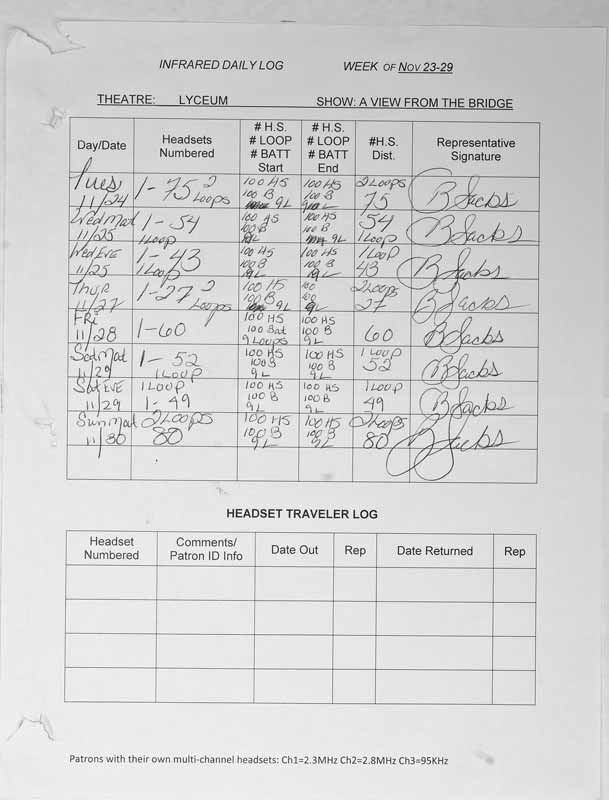 INFRARED DAILY LOG WEEK OF NOV 23-29
THEATRE: LYCEUM SHOW: A VIEW FROM THE BRIDGE
Day/Date Headsets Numbered # H.S. # LOOP # BATT Start # H.S. # LOOP # BATT End #H.S. Dist. Representative Signature
Tues 11/24 1-75 2 Loops 100 HS 100 B 9L 100 HS 100 B 9L 2 Loops 75 B Jacks
Wed Mat 11/25 1-54 1 Loop 100 HS 100 B 9L 100 HS 100 B 9L 54 1 Loop B Jacks
Wed EVE 11/25 1-43 1 Loop 100 HS 100 B 9L 100 HS 100 B 9L 1 Loop 43 B Jacks
Thur 11/27 1-27 2 Loops 100 HS 100 B 9L 100 100 9L 2 Loops 27 B Jacks
FRi 11/28 1-60 100 HS 100 Bat 9 Loops 100 HS 100 B 9L 60 B Jacks
Sat Mat 11/29 1-52 1 LOOP 100 HS 100 B 9L 100 HS 100 B 9L 1 LOOP 52 B Jacks
Sat EVE 11/29 1 LOOP 1-49 100 HS 100 B 9L 100 HS 100 B 9L 1 LOOP 49 B Jacks
Sun Mat 11/30 2 Loops 80 100 HS 100 B 9L 100 HS 100 B 9L 2 Loops 80 B Jacks
HEADSET TRAVELER LOG
Headset Numbered Comments/ Patron ID Info Date Out Rep Date Returned Rep
Patrons with their own multi-channel headsets: Ch1=2.3MHz Ch2=2.8MHz Ch3=95KHz